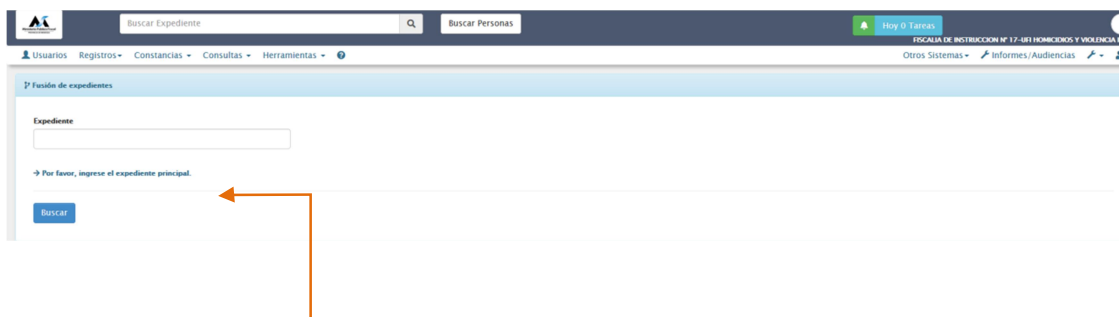 Buscar Expediente
Buscar Personas
Hoy 0 Tareas
FISCALIA DE INSTRUCCION Nº 17-UFI HOMICIDIOS Y VIOLENCIA
Usuarios Registros Constancias Consultas Herramientas
Otros Sistemas Informes/Audiencias
Fusión de expedientes
Expediente
→ Por favor, ingrese el expediente principal.
Buscar